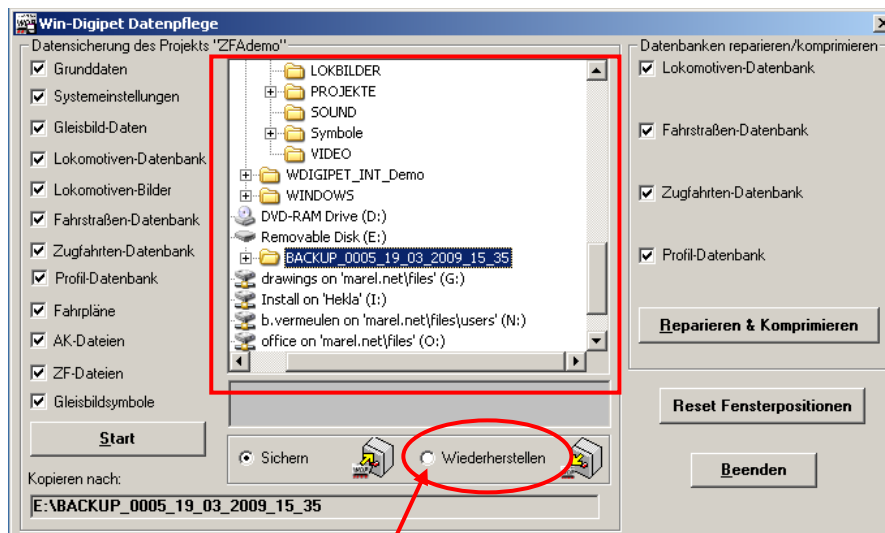 Win-Digipet Datenpflege
Datensicherung des Projekts "ZFAdemo"
Grunddaten
Systemeinstellungen
Gleisbild-Daten
Lokomotiven-Datenbank
Lokomotiven-Bilder
Fahrstraßen-Datenbank
Zugfahrten-Datenbank
Profil-Datenbank
Fahrpläne
AK-Dateien
ZF-Dateien
Gleisbildsymbole
Start
Kopieren nach:
E:\BACKUP_0005_19_03_2009_15_35
LOKBILDER
PROJEKTE
SOUND
Symbole
VIDEO
WDIGIPET_INT_Demo
WINDOWS
DVD-RAM Drive (D:)
Removable Disk (E:)
BACKUP_0005_19_03_2009_15_35
drawings on 'marel.net\files' (G:)
Install on 'Hekla' (I:)
b.vermeulen on 'marel.net\files\users' (N:)
office on 'marel.net\files' (O:)
Sichern
Wiederherstellen
Datenbanken reparieren/komprimieren
Lokomotiven-Datenbank
Fahrstraßen-Datenbank
Zugfahrten-Datenbank
Profil-Datenbank
Reparieren & Komprimieren
Reset Fensterpositionen
Beenden